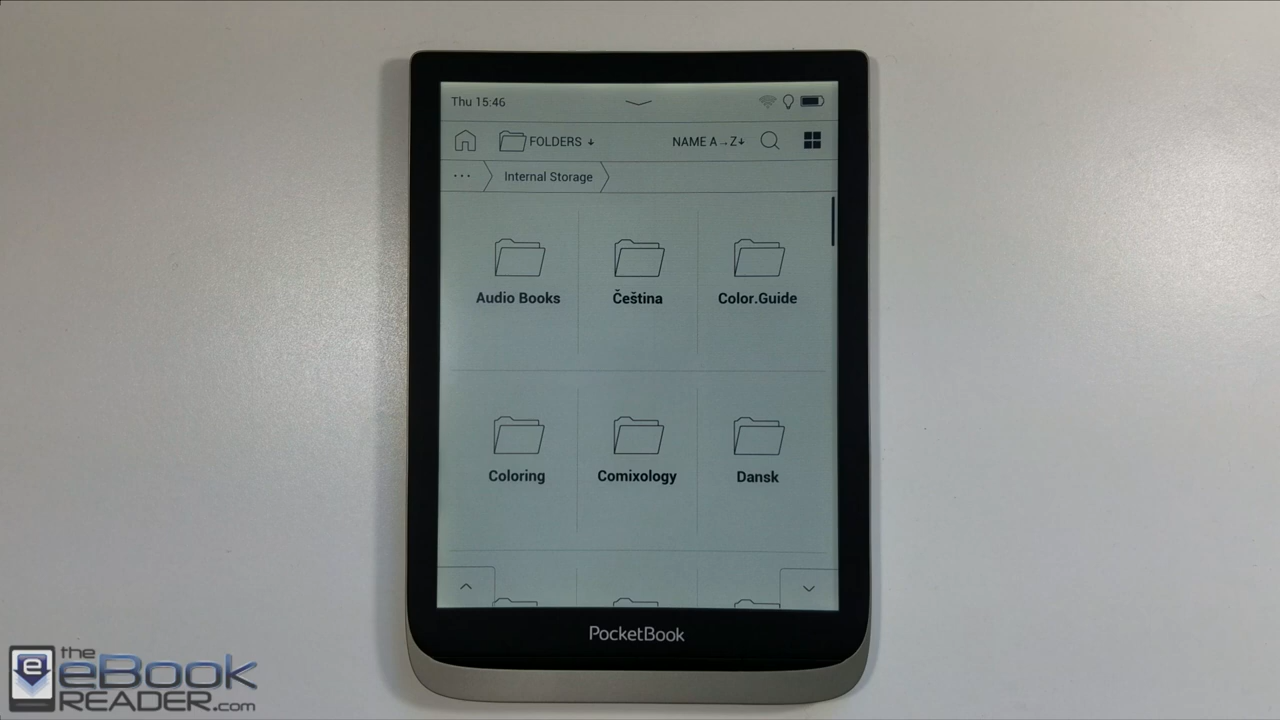 Thu 15:46
FOLDERS ↓ NAME A→Z↓
... Internal Storage
Audio Books Čeština Color.Guide
Coloring Comixology Dansk
PocketBook
e the
eBook
READER.com